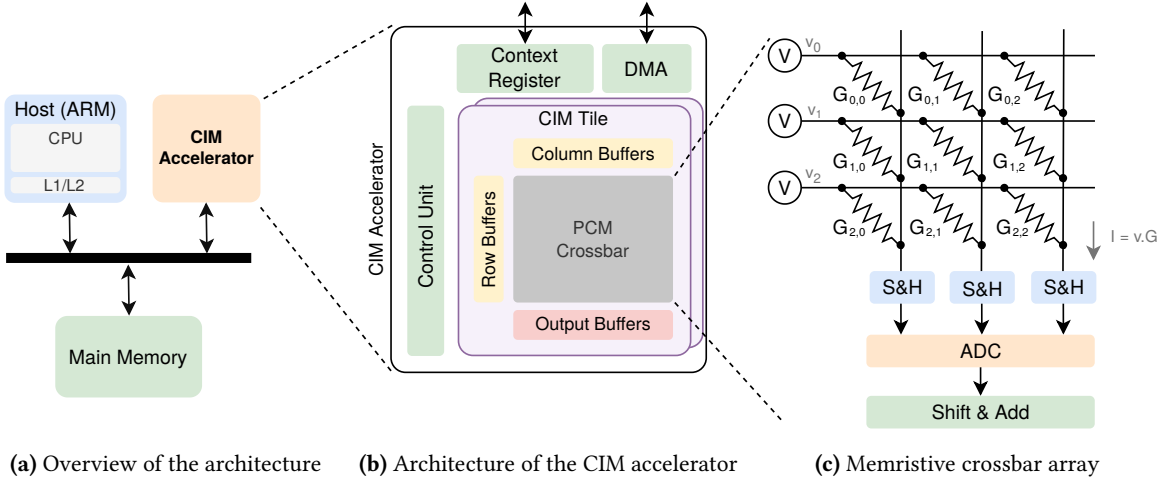 Host (ARM)
CPU
L1/L2
CIM
Accelerator
Main Memory
(a) Overview of the architecture
Context
Register
DMA
CIM Accelerator
Control Unit
CIM Tile
Column Buffers
Row Buffers
PCM
Crossbar
Output Buffers
(b) Architecture of the CIM accelerator
V
v0
G0,0
G0,1
G0,2
V
v1
G1,0
G1,1
G1,2
V
v2
G2,0
G2,1
G2,2
I = v.G
S&H
S&H
S&H
ADC
Shift & Add
(c) Memristive crossbar array